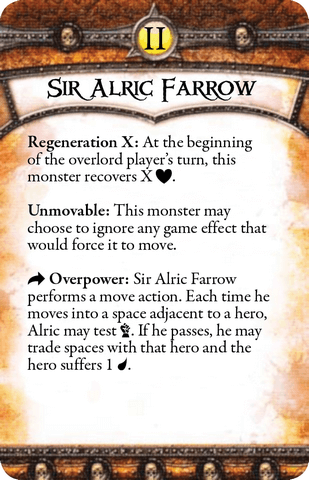 II
Sir Alric Farrow
Regeneration X: At the beginning
of the overlord player's turn, this
monster recovers X ♥.
Unmovable: This monster may
choose to ignore any game effect that
would force it to move.
Overpower: Sir Alric Farrow
performs a move action. Each time he
moves into a space adjacent to a hero,
Alric may test . If he passes, he may
trade spaces with that hero and the
hero suffers 1 .